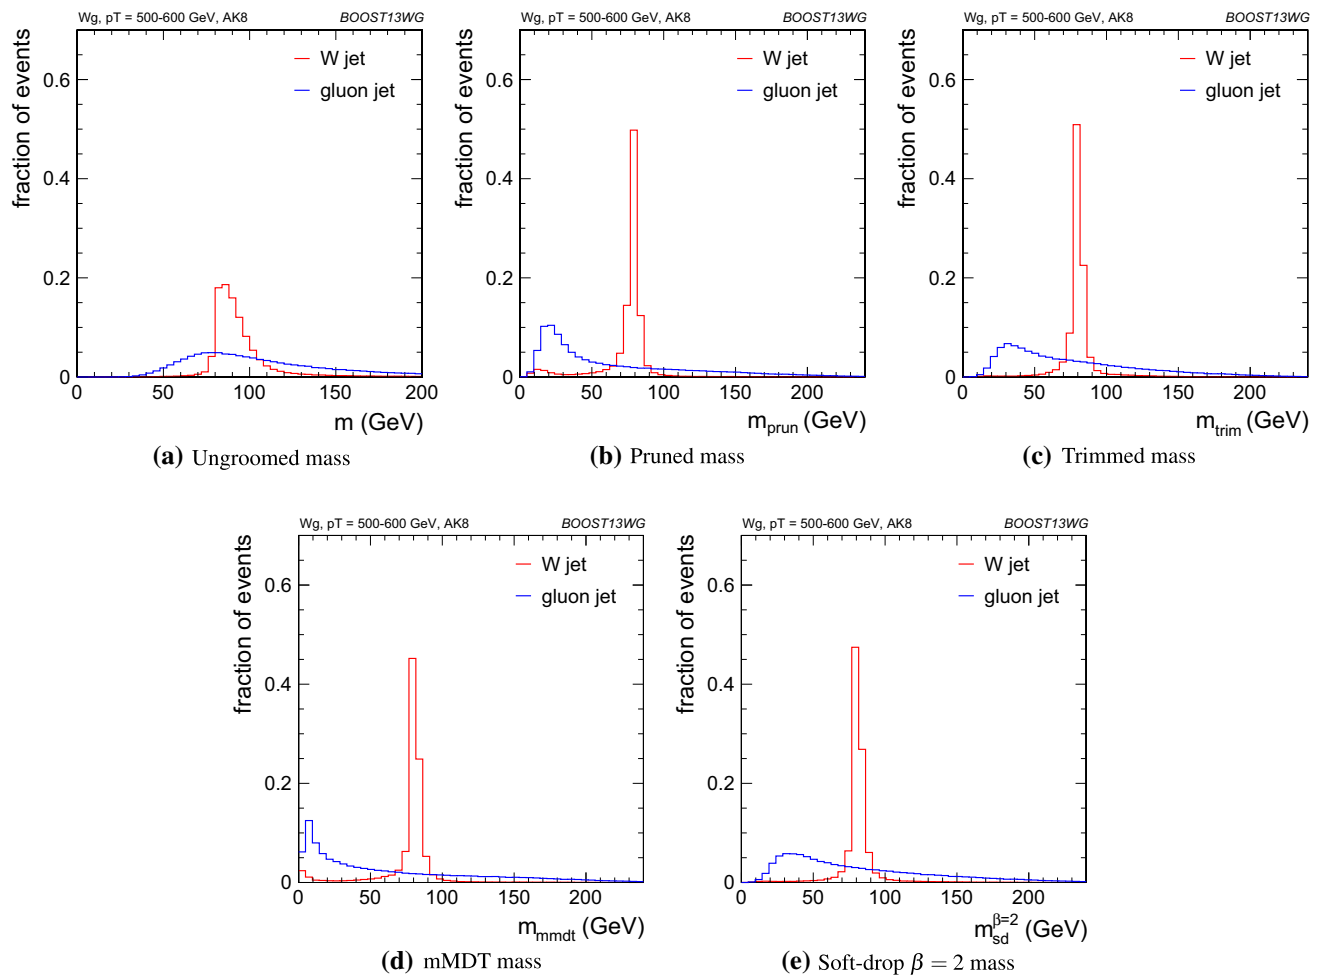 Wg, pT = 500-600 GeV, AK8 BOOST13WG
fraction of events
0.6
0.4
0.2
0
W jet
gluon jet
0 50 100 150 200
m (GeV)
(a) Ungroomed mass
Wg, pT = 500-600 GeV, AK8 BOOST13WG
fraction of events
0.6
0.4
0.2
0
W jet
gluon jet
0 50 100 150 200
m_prun (GeV)
(b) Pruned mass
Wg, pT = 500-600 GeV, AK8 BOOST13WG
fraction of events
0.6
0.4
0.2
0
W jet
gluon jet
0 50 100 150 200
m_trim (GeV)
(c) Trimmed mass
Wg, pT = 500-600 GeV, AK8 BOOST13WG
fraction of events
0.6
0.4
0.2
0
W jet
gluon jet
0 50 100 150 200
m_mmdt (GeV)
(d) mMDT mass
Wg, pT = 500-600 GeV, AK8 BOOST13WG
fraction of events
0.6
0.4
0.2
0
W jet
gluon jet
0 50 100 150 200
m_sd^β=2 (GeV)
(e) Soft-drop β = 2 mass